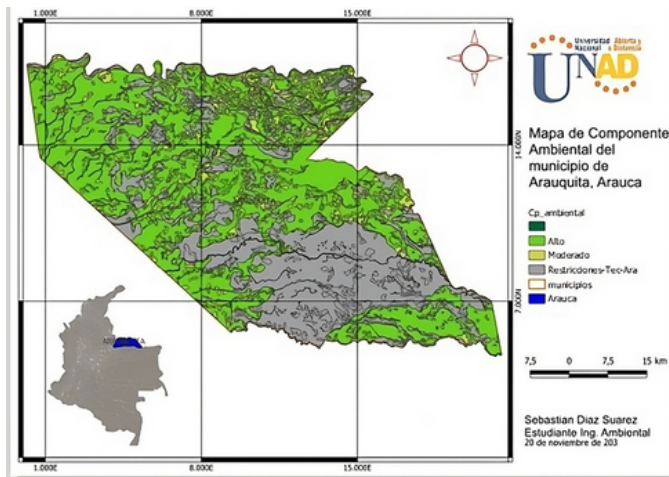 1.000E
8.000E
15.000E
Universidad Abierta y
Nacional a Distancia
UNAD
Mapa de Componente
Ambiental del
municipio de
Arauquita, Arauca
14.000N
Cp_ambiental
Alto
Moderado
Restricciones-Tec-Ara
municipios
Arauca
7.000N
7,5 0 7,5 15 km
Sebastian Diaz Suarez
Estudiante Ing. Ambiental
20 de noviembre de 203
1.000E
8.000E
15.000E